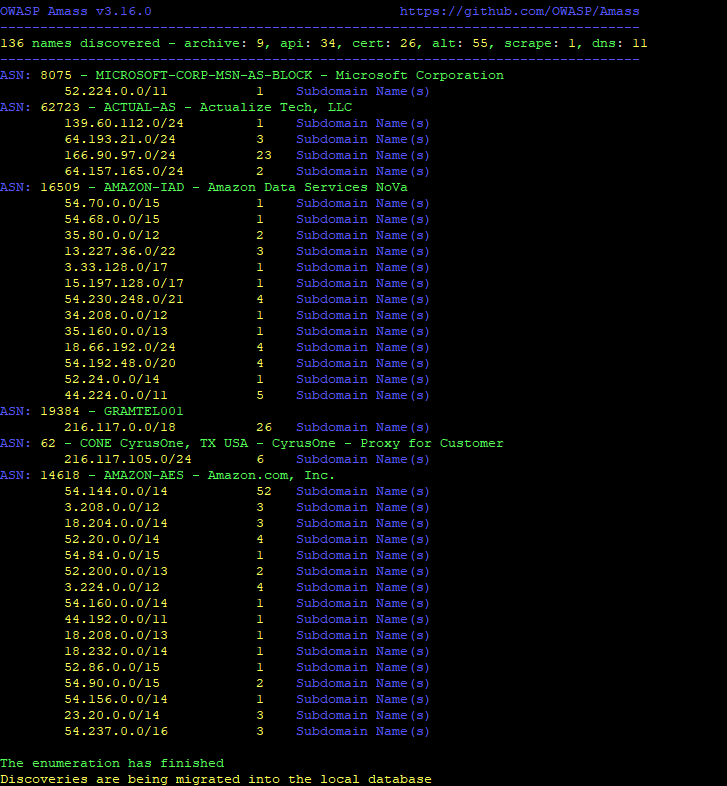 OWASP Amass v3.16.0 https://github.com/OWASP/Amass
--------------------------------------------------------------------------------
136 names discovered - archive: 9, api: 34, cert: 26, alt: 55, scrape: 1, dns: 11
--------------------------------------------------------------------------------
ASN: 8075 - MICROSOFT-CORP-MSN-AS-BLOCK - Microsoft Corporation
52.224.0.0/11 1 Subdomain Name(s)
ASN: 62723 - ACTUAL-AS - Actualize Tech, LLC
139.60.112.0/24 1 Subdomain Name(s)
64.193.21.0/24 3 Subdomain Name(s)
166.90.97.0/24 23 Subdomain Name(s)
64.157.165.0/24 2 Subdomain Name(s)
ASN: 16509 - AMAZON-IAD - Amazon Data Services NoVa
54.70.0.0/15 1 Subdomain Name(s)
54.68.0.0/15 1 Subdomain Name(s)
35.80.0.0/12 2 Subdomain Name(s)
13.227.36.0/22 3 Subdomain Name(s)
3.33.128.0/17 1 Subdomain Name(s)
15.197.128.0/17 1 Subdomain Name(s)
54.230.248.0/21 4 Subdomain Name(s)
34.208.0.0/12 1 Subdomain Name(s)
35.160.0.0/13 1 Subdomain Name(s)
18.66.192.0/24 4 Subdomain Name(s)
54.192.48.0/20 4 Subdomain Name(s)
52.24.0.0/14 1 Subdomain Name(s)
44.224.0.0/11 5 Subdomain Name(s)
ASN: 19384 - GRAMTEL001
216.117.0.0/18 26 Subdomain Name(s)
ASN: 62 - CONE CyrusOne, TX USA - CyrusOne - Proxy for Customer
216.117.105.0/24 6 Subdomain Name(s)
ASN: 14618 - AMAZON-AES - Amazon.com, Inc.
54.144.0.0/14 52 Subdomain Name(s)
3.208.0.0/12 3 Subdomain Name(s)
18.204.0.0/14 3 Subdomain Name(s)
52.20.0.0/14 4 Subdomain Name(s)
54.84.0.0/15 1 Subdomain Name(s)
52.200.0.0/13 2 Subdomain Name(s)
3.224.0.0/12 4 Subdomain Name(s)
54.160.0.0/14 1 Subdomain Name(s)
44.192.0.0/11 1 Subdomain Name(s)
18.208.0.0/13 1 Subdomain Name(s)
18.232.0.0/14 1 Subdomain Name(s)
52.86.0.0/15 1 Subdomain Name(s)
54.90.0.0/15 2 Subdomain Name(s)
54.156.0.0/14 1 Subdomain Name(s)
23.20.0.0/14 3 Subdomain Name(s)
54.237.0.0/16 3 Subdomain Name(s)
The enumeration has finished
Discoveries are being migrated into the local database